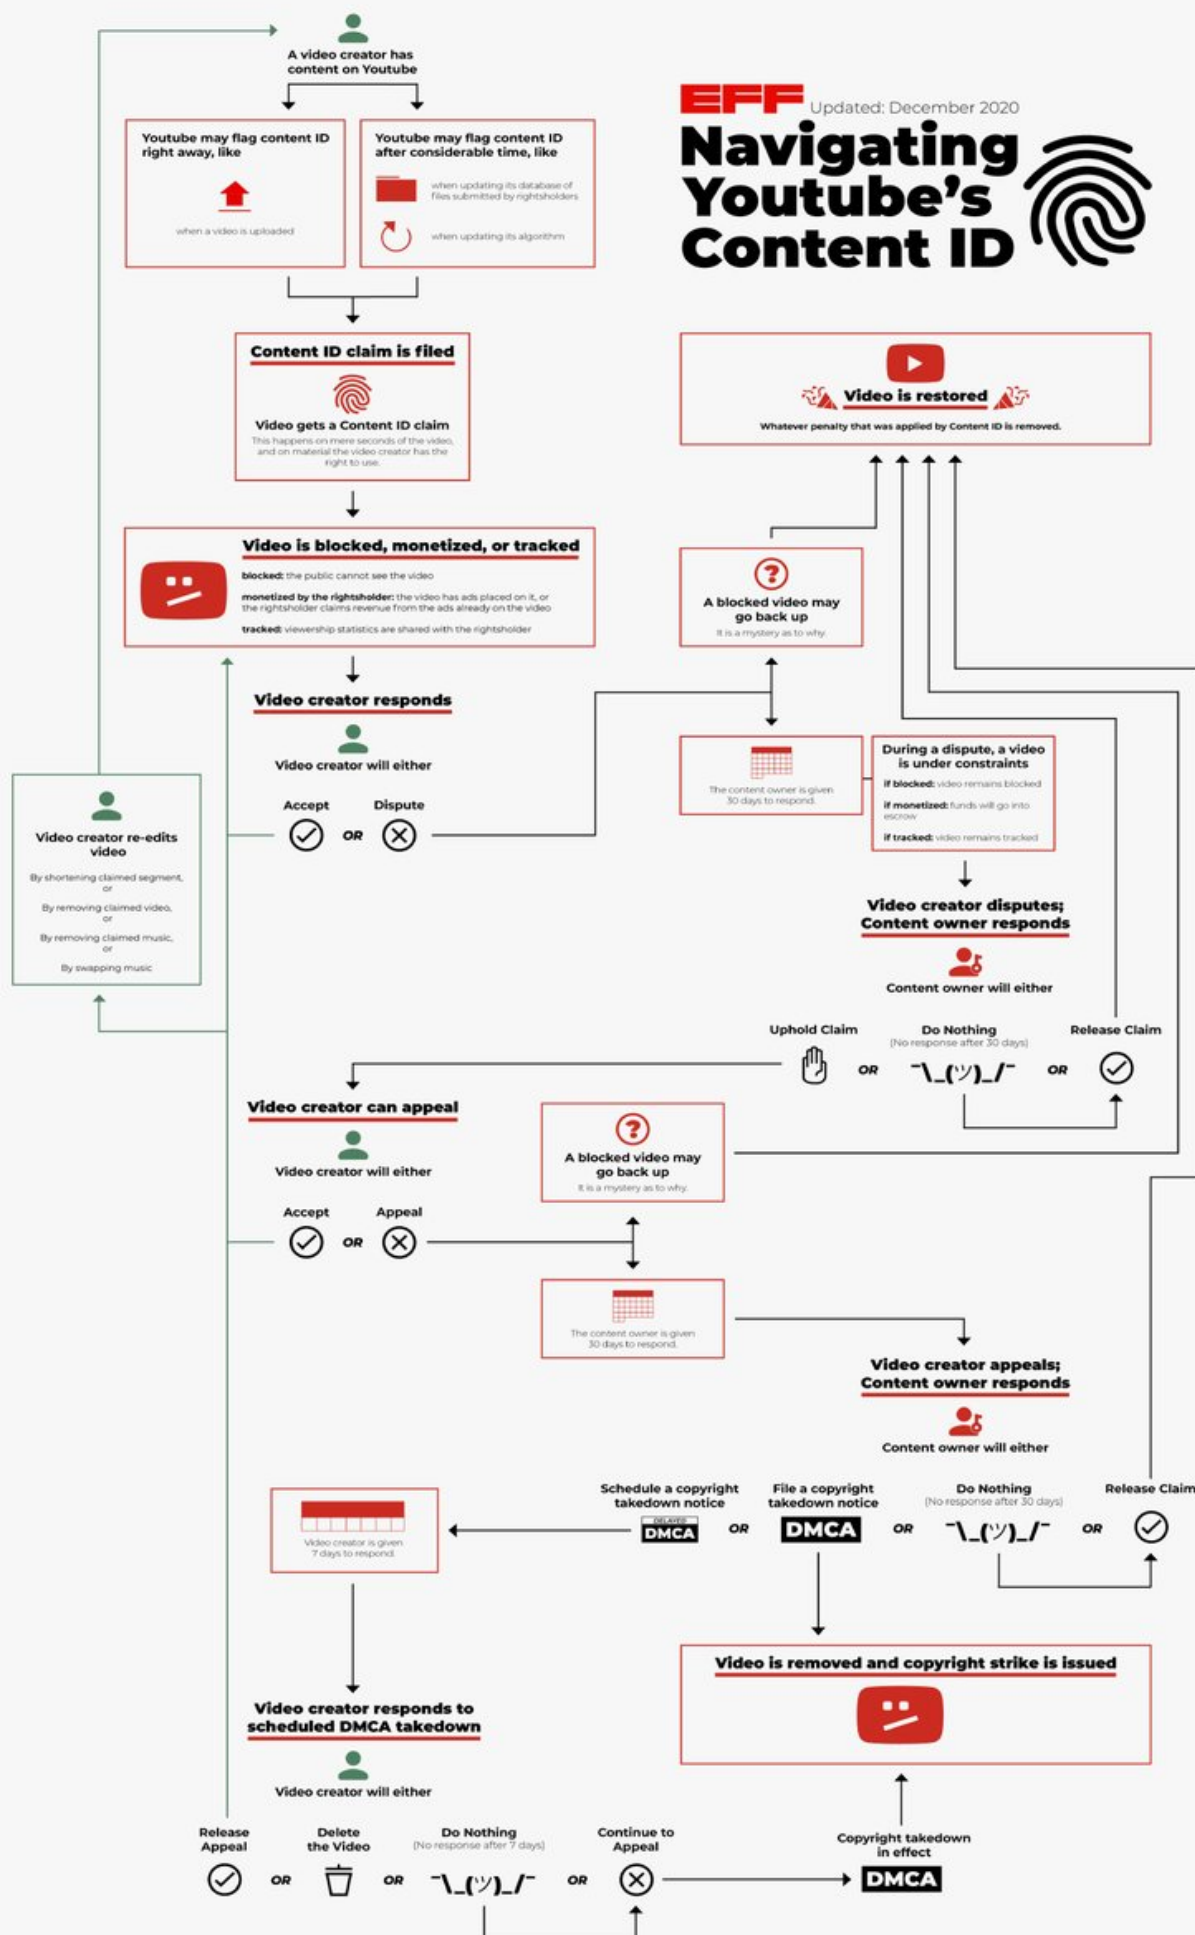 A video creator has
content on Youtube
EFF Updated: December 2020
Navigating
Youtube's
Content ID
Youtube may flag content ID
right away, like
when a video is uploaded
Youtube may flag content ID
after considerable time, like
when updating its database of
files submitted by rightsholders
when updating its algorithm
Content ID claim is filed
Video gets a Content ID claim
This happens on mere seconds of the video,
and on material the video creator has the
right to use.
Video is restored
Whatever penalty that was applied by Content ID is removed.
Video is blocked, monetized, or tracked
blocked: the public cannot see the video
monetized by the rightsholder: the video has ads placed on it, or
the rightsholder claims revenue from the ads already on the video
tracked: viewership statistics are shared with the rightsholder
A blocked video may
go back up
It is a mystery as to why.
Video creator responds
Video creator will either
Accept
OR
Dispute
The content owner is given
30 days to respond.
During a dispute, a video
is under constraints
if blocked: video remains blocked
if monetized: funds will go into
escrow
if tracked: video remains tracked
Video creator re-edits
video
By shortening claimed segment,
or
By removing claimed video,
or
By removing claimed music,
or
By swapping music
Video creator disputes;
Content owner responds
Content owner will either
Uphold Claim
OR
Do Nothing
(No response after 30 days)
¯\_(ツ)_/¯
OR
Release Claim
Video creator can appeal
Video creator will either
Accept
OR
Appeal
A blocked video may
go back up
It is a mystery as to why.
The content owner is given
30 days to respond.
Video creator appeals;
Content owner responds
Content owner will either
Schedule a copyright
takedown notice
DELAYED
DMCA
OR
File a copyright
takedown notice
DMCA
OR
Do Nothing
(No response after 30 days)
¯\_(ツ)_/¯
OR
Release Claim
Video creator is given
7 days to respond.
Video is removed and copyright strike is issued
Video creator responds to
scheduled DMCA takedown
Video creator will either
Release
Appeal
OR
Delete
the Video
OR
Do Nothing
(No response after 7 days)
¯\_(ツ)_/¯
OR
Continue to
Appeal
Copyright takedown
in effect
DMCA